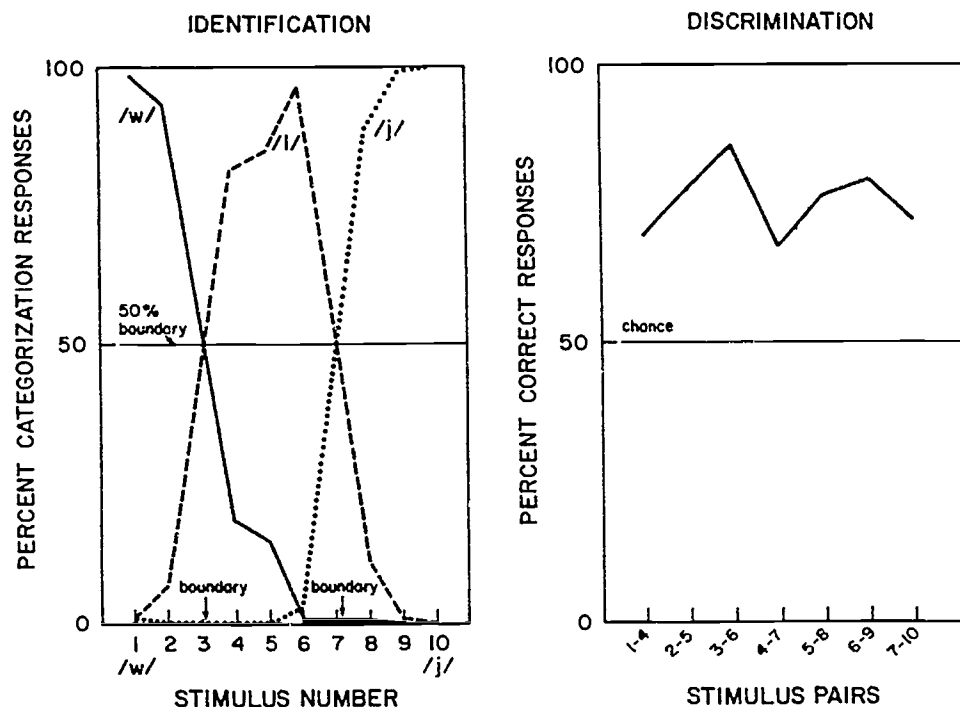 IDENTIFICATION
PERCENT CATEGORIZATION RESPONSES
100
50
0
/w/
/l/
/j/
50%
boundary
boundary
boundary
1 2 3 4 5 6 7 8 9 10
/w/ /j/
STIMULUS NUMBER
DISCRIMINATION
PERCENT CORRECT RESPONSES
100
50
0
chance
1-4 2-5 3-6 4-7 5-8 6-9 7-10
STIMULUS PAIRS